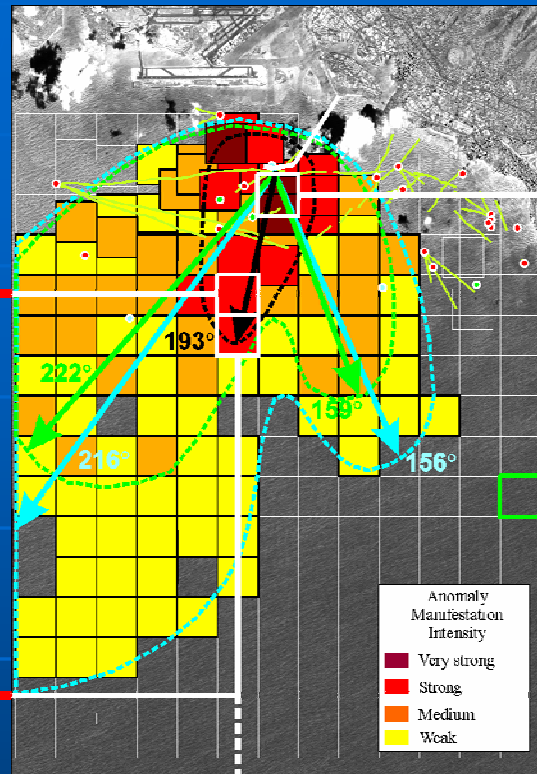 193°
222°
159°
216°
156°
Anomaly
Manifestation
Intensity
Very strong
Strong
Medium
Weak